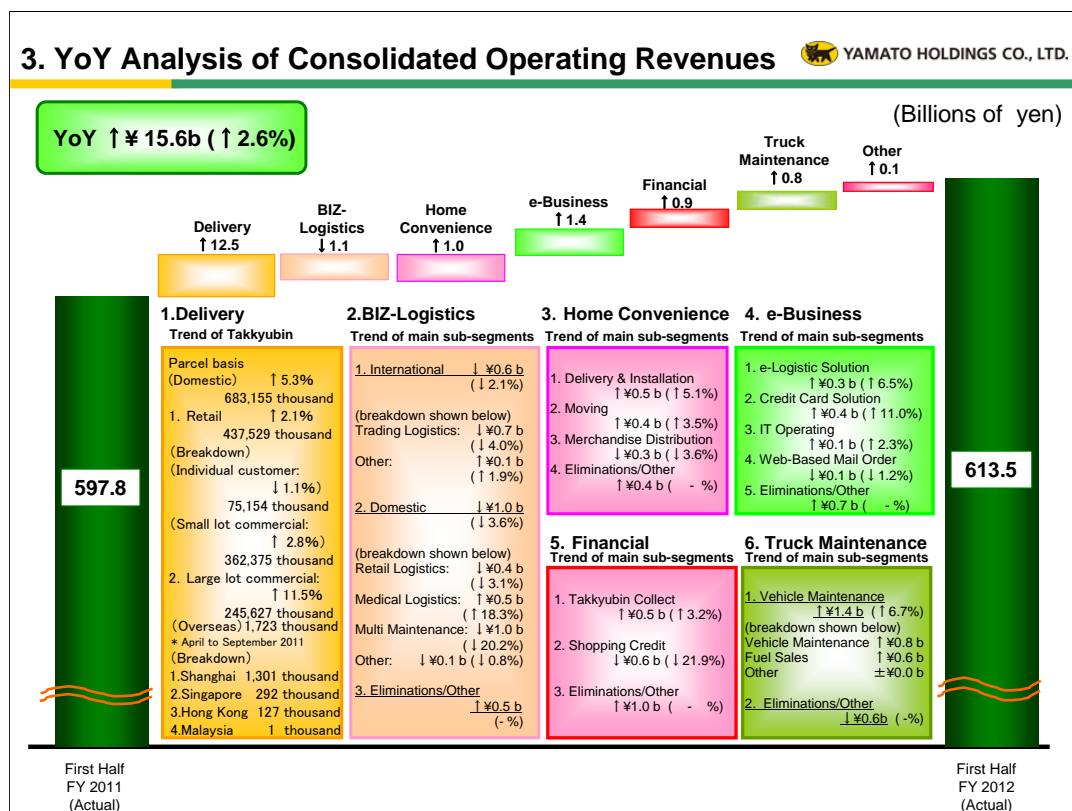 3. YoY Analysis of Consolidated Operating Revenues
YAMATO HOLDINGS CO., LTD.
(Billions of yen)
YoY ↑¥ 15.6b (↑2.6%)
Delivery
↑12.5
BIZ-
Logistics
↓1.1
Home
Convenience
↑1.0
e-Business
↑1.4
Financial
↑0.9
Truck
Maintenance
↑0.8
Other
↑0.1
597.8
First Half
FY 2011
(Actual)
1.Delivery
Trend of Takkyubin
Parcel basis
(Domestic) ↑5.3%
683,155 thousand
1. Retail ↑2.1%
437,529 thousand
(Breakdown)
(Individual customer:
↓1.1%)
75,154 thousand
(Small lot commercial:
↑2.8%)
362,375 thousand
2. Large lot commercial:
↑11.5%
245,627 thousand
(Overseas) 1,723 thousand
* April to September 2011
(Breakdown)
1.Shanghai 1,301 thousand
2.Singapore 292 thousand
3.Hong Kong 127 thousand
4.Malaysia 1 thousand
2.BIZ-Logistics
Trend of main sub-segments
1. International ↓¥0.6 b
(↓2.1%)
(breakdown shown below)
Trading Logistics: ↓¥0.7 b
(↓4.0%)
Other: ↑¥0.1 b
(↑1.9%)
2. Domestic ↓¥1.0 b
(↓3.6%)
(breakdown shown below)
Retail Logistics: ↓¥0.4 b
(↓3.1%)
Medical Logistics: ↑¥0.5 b
(↑18.3%)
Multi Maintenance: ↓¥1.0 b
(↓20.2%)
Other: ↓¥0.1 b (↓0.8%)
3. Eliminations/Other
↑¥0.5 b
(- %)
3. Home Convenience
Trend of main sub-segments
1. Delivery & Installation
↑¥0.5 b (↑5.1%)
2. Moving
↑¥0.4 b (↑3.5%)
3. Merchandise Distribution
↓¥0.3 b (↓3.6%)
4. Eliminations/Other
↑¥0.4 b ( - %)
4. e-Business
Trend of main sub-segments
1. e-Logistic Solution
↑¥0.3 b (↑6.5%)
2. Credit Card Solution
↑¥0.4 b (↑11.0%)
3. IT Operating
↑¥0.1 b (↑2.3%)
4. Web-Based Mail Order
↓¥0.1 b (↓1.2%)
5. Eliminations/Other
↑¥0.7 b ( - %)
5. Financial
Trend of main sub-segments
1. Takkyubin Collect
↑¥0.5 b (↑3.2%)
2. Shopping Credit
↓¥0.6 b (↓21.9%)
3. Eliminations/Other
↑¥1.0 b ( - %)
6. Truck Maintenance
Trend of main sub-segments
1. Vehicle Maintenance
↑¥1.4 b (↑6.7%)
(breakdown shown below)
Vehicle Maintenance ↑¥0.8 b
Fuel Sales ↑¥0.6 b
Other ±¥0.0 b
2. Eliminations/Other
↓¥0.6b (-%)
613.5
First Half
FY 2012
(Actual)